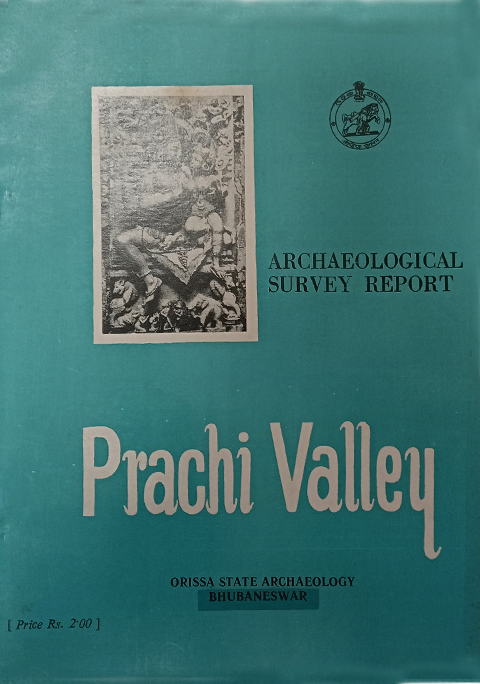 ARCHAEOLOGICAL
SURVEY REPORT
Prachi Valley
ORISSA STATE ARCHAEOLOGY
BHUBANESWAR
[ Price Rs. 2·00 ]